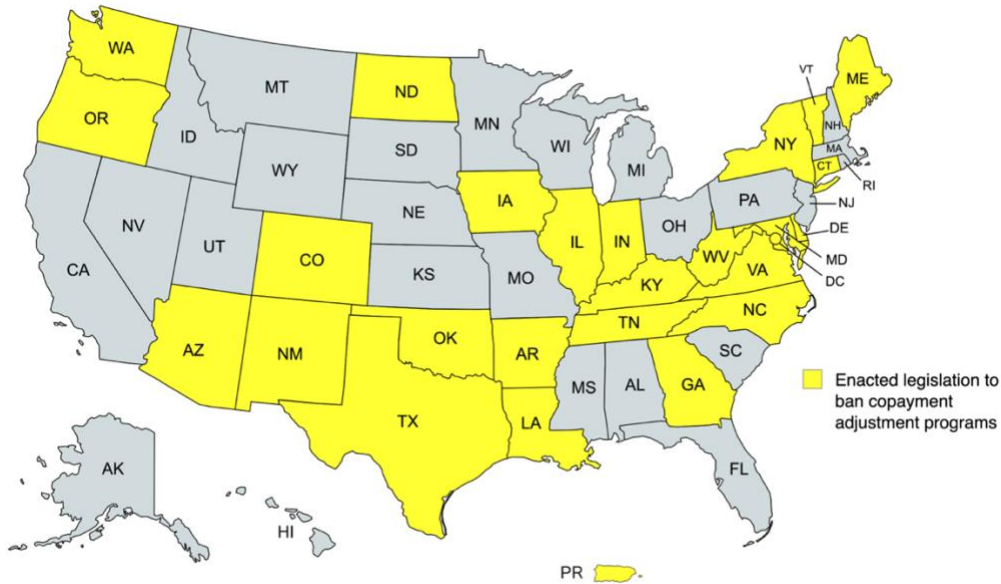 WA
MT
ND
MN
VT
ME
OR
ID
WY
SD
WI
MI
NY
NH
MA
CT
RI
NV
UT
CO
NE
IA
IL
IN
OH
PA
NJ
DE
MD
DC
CA
KS
MO
KY
WV
VA
AZ
NM
OK
AR
TN
NC
SC
TX
LA
MS
AL
GA
FL
AK
HI
PR
Enacted legislation to
ban copayment
adjustment programs